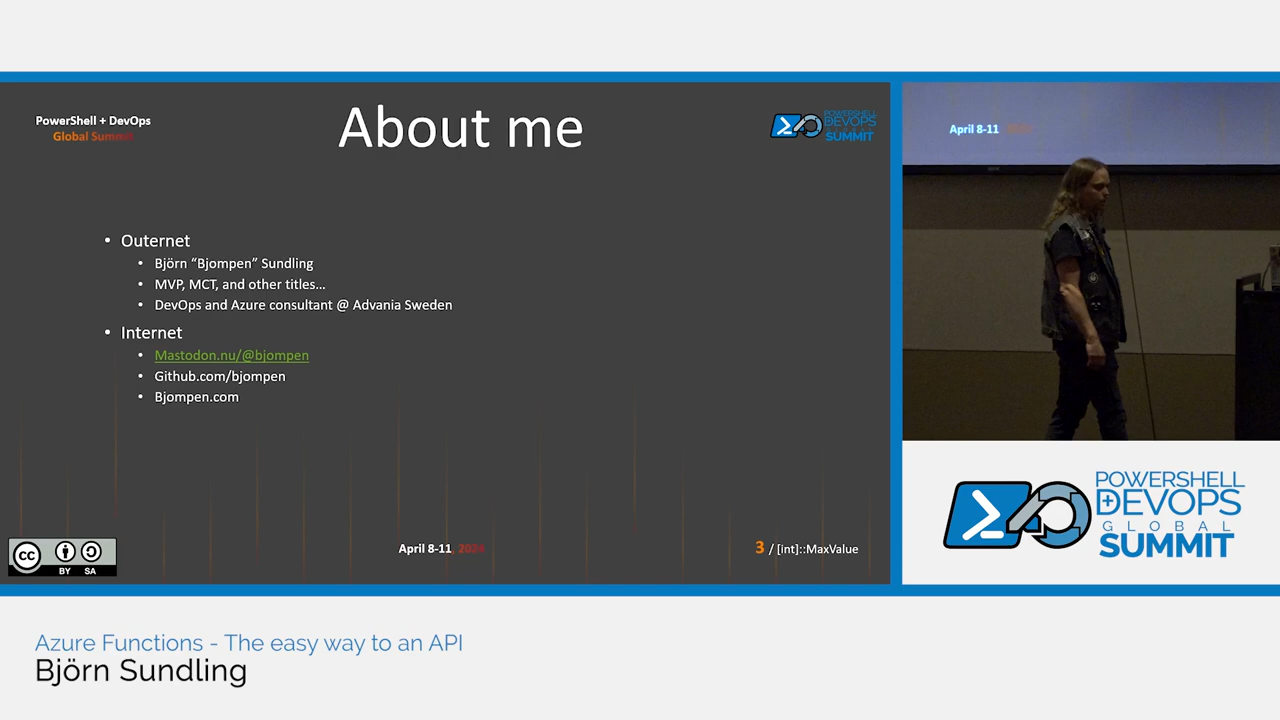 PowerShell + DevOps
Global Summit
About me
POWERSHELL
DEVOPS
GLOBAL
SUMMIT
• Outernet
• Björn “Bjompen” Sundling
• MVP, MCT, and other titles…
• DevOps and Azure consultant @ Advania Sweden
• Internet
• Mastodon.nu/@bjompen
• Github.com/bjompen
• Bjompen.com
cc
BY SA
April 8-11, 2024
3 / [int]::MaxValue
April 8-11
POWERSHELL
+DEVOPS
GLOBAL
SUMMIT
Azure Functions - The easy way to an API
Björn Sundling